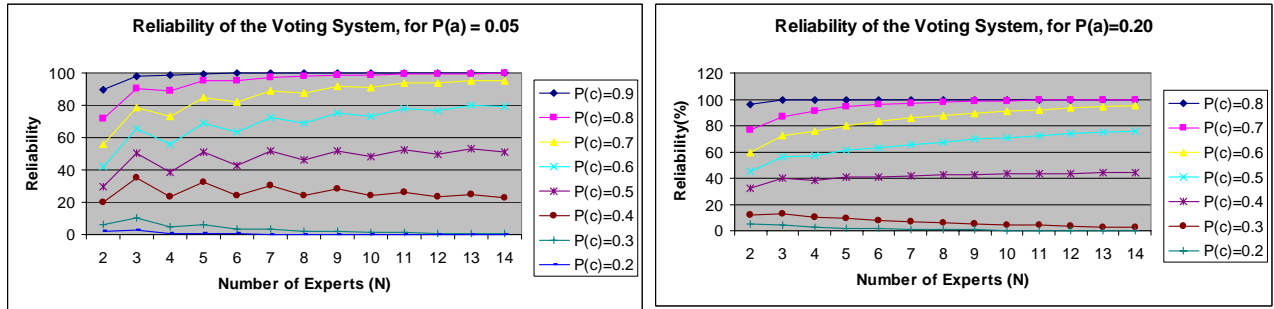 Reliability of the Voting System, for P(a) = 0.05
Reliability
100
80
60
40
20
0
2 3 4 5 6 7 8 9 10 11 12 13 14
Number of Experts (N)
P(c)=0.9
P(c)=0.8
P(c)=0.7
P(c)=0.6
P(c)=0.5
P(c)=0.4
P(c)=0.3
P(c)=0.2
Reliability of the Voting System, for P(a)=0.20
Reliability(%)
120
100
80
60
40
20
0
2 3 4 5 6 7 8 9 10 11 12 13 14
Number of Experts (N)
P(c)=0.8
P(c)=0.7
P(c)=0.6
P(c)=0.5
P(c)=0.4
P(c)=0.3
P(c)=0.2